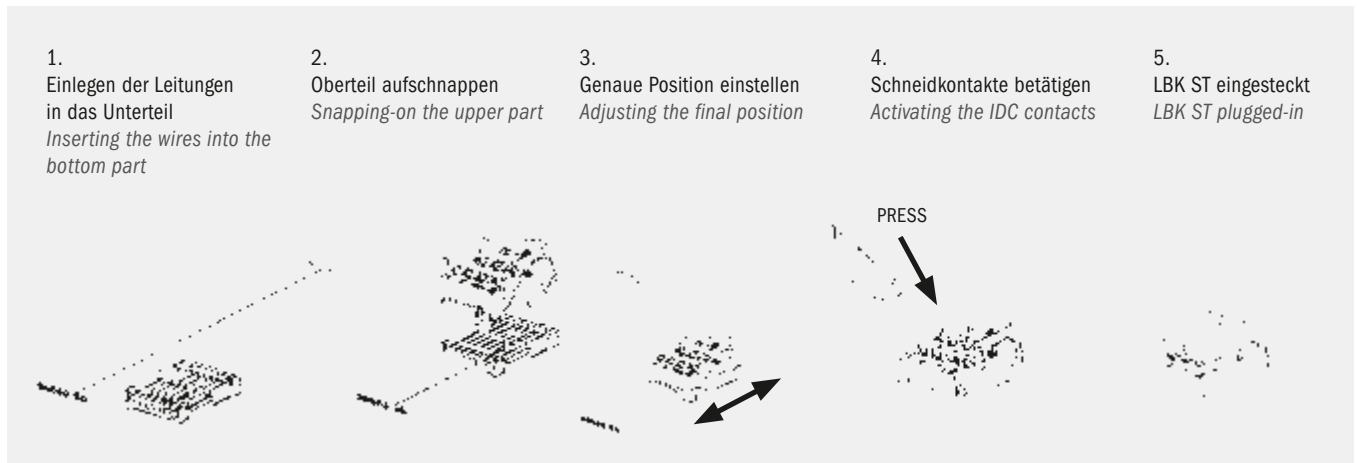 1.
Einlegen der Leitungen
in das Unterteil
Inserting the wires into the
bottom part
2.
Oberteil aufschnappen
Snapping-on the upper part
3.
Genaue Position einstellen
Adjusting the final position
4.
Schneidkontakte betätigen
Activating the IDC contacts
5.
LBK ST eingesteckt
LBK ST plugged-in
PRESS